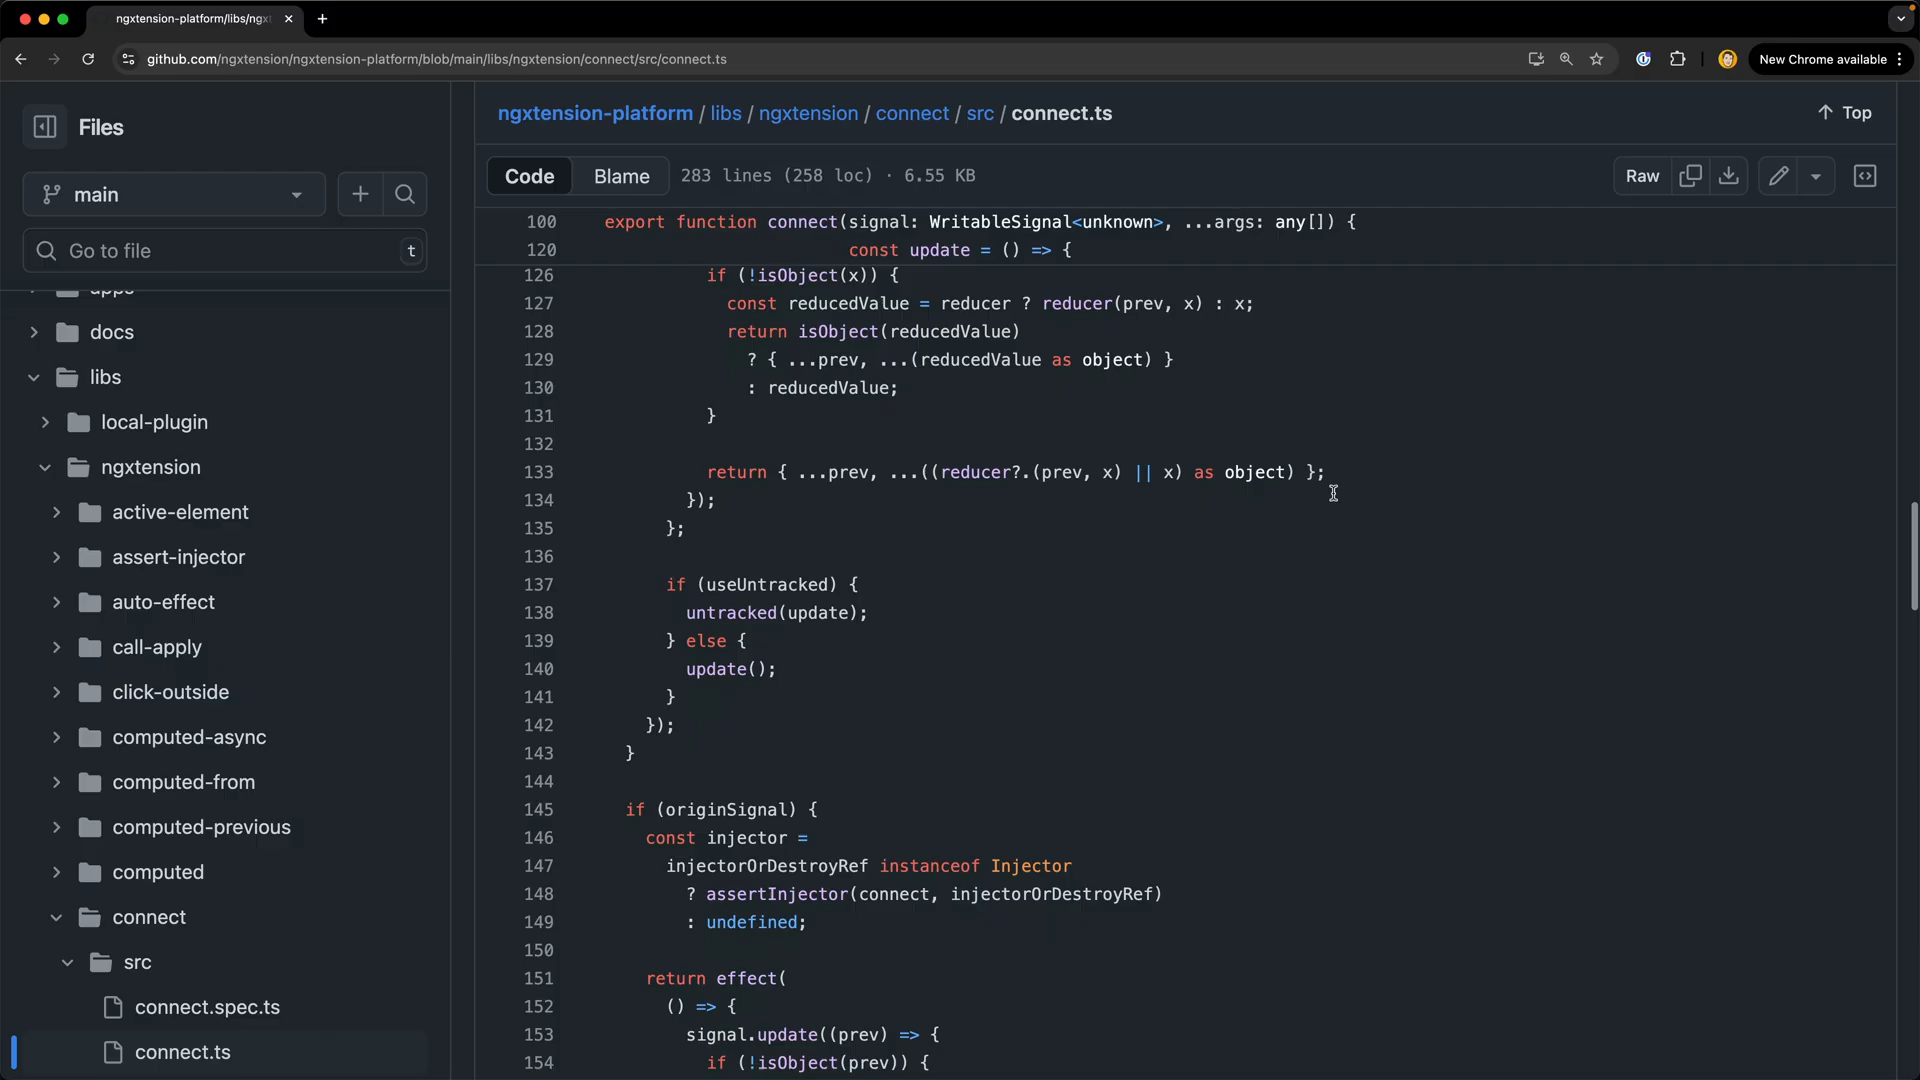 ngxtension-platform/libs/ngx
github.com/ngxtension/ngxtension-platform/blob/main/libs/ngxtension/connect/src/connect.ts
New Chrome available
Files
main
Go to file
t
docs
libs
local-plugin
ngxtension
active-element
assert-injector
auto-effect
call-apply
click-outside
computed-async
computed-from
computed-previous
computed
connect
src
connect.spec.ts
connect.ts
ngxtension-platform / libs / ngxtension / connect / src / connect.ts
Top
Code Blame 283 lines (258 loc) · 6.55 KB
Raw
100 export function connect(signal: WritableSignal<unknown>, ...args: any[]) {
120 const update = () => {
126 if (!isObject(x)) {
127 const reducedValue = reducer ? reducer(prev, x) : x;
128 return isObject(reducedValue)
129 ? { ...prev, ...(reducedValue as object) }
130 : reducedValue;
131 }
132
133 return { ...prev, ...((reducer?.(prev, x) || x) as object) };
134 });
135 };
136
137 if (useUntracked) {
138 untracked(update);
139 } else {
140 update();
141 }
142 });
143 }
144
145 if (originSignal) {
146 const injector =
147 injectorOrDestroyRef instanceof Injector
148 ? assertInjector(connect, injectorOrDestroyRef)
149 : undefined;
150
151 return effect(
152 () => {
153 signal.update((prev) => {
154 if (!isObject(prev)) {